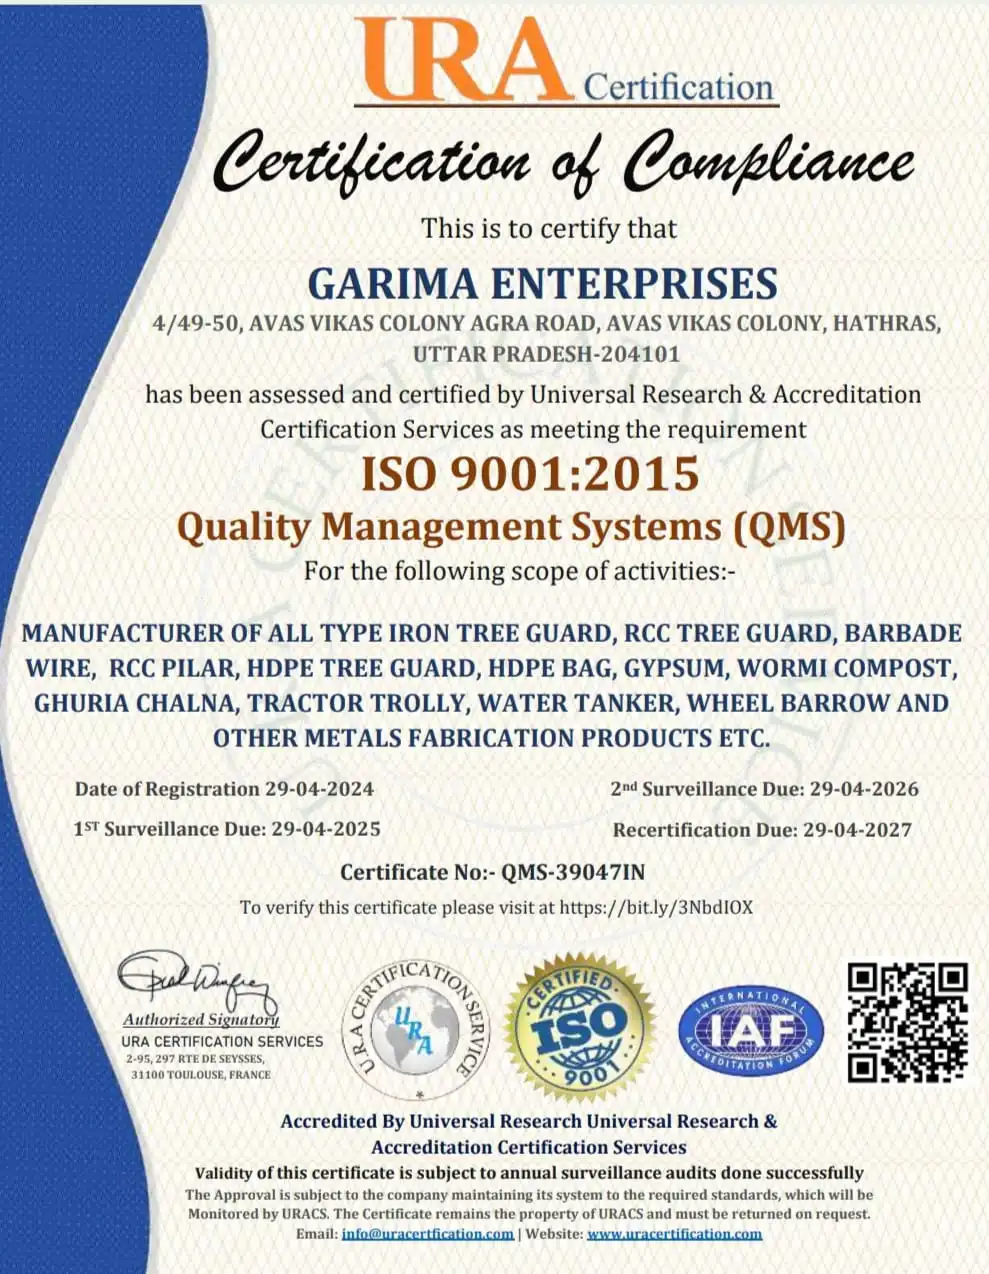 URA Certification
Certification of Compliance
This is to certify that
GARIMA ENTERPRISES
4/49-50, AVAS VIKAS COLONY AGRA ROAD, AVAS VIKAS COLONY, HATHRAS,
UTTAR PRADESH-204101
has been assessed and certified by Universal Research & Accreditation
Certification Services as meeting the requirement
ISO 9001:2015
Quality Management Systems (QMS)
For the following scope of activities:-
MANUFACTURER OF ALL TYPE IRON TREE GUARD, RCC TREE GUARD, BARBADE
WIRE, RCC PILAR, HDPE TREE GUARD, HDPE BAG, GYPSUM, WORMI COMPOST,
GHURIA CHALNA, TRACTOR TROLLY, WATER TANKER, WHEEL BARROW AND
OTHER METALS FABRICATION PRODUCTS ETC.
Date of Registration 29-04-2024
2nd Surveillance Due: 29-04-2026
1ST Surveillance Due: 29-04-2025
Recertification Due: 29-04-2027
Certificate No:- QMS-39047IN
To verify this certificate please visit at https://bit.ly/3NbdIOX
Authorized Signatory
URA CERTIFICATION SERVICES
2-95, 297 RTE DE SEYSSES,
31100 TOULOUSE, FRANCE
URA CERTIFICATION SERVICE
URA
CERTIFIED
ISO
9001
INTERNATIONAL
IAF
ACCREDITATION FORUM
Accredited By Universal Research Universal Research &
Accreditation Certification Services
Validity of this certificate is subject to annual surveillance audits done successfully
The Approval is subject to the company maintaining its system to the required standards, which will be
Monitored by URACS. The Certificate remains the property of URACS and must be returned on request.
Email: info@uracertfication.com | Website: www.uracertification.com